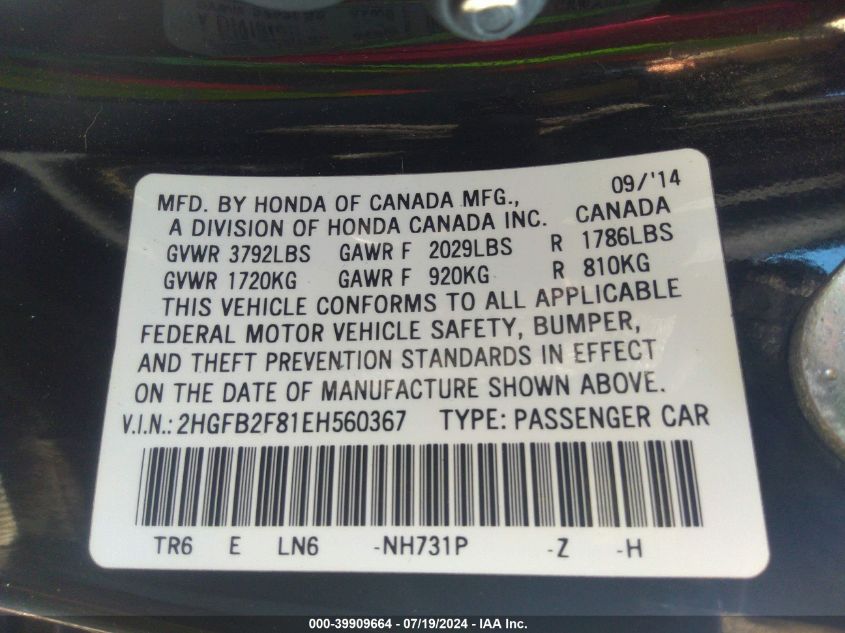 MFD. BY HONDA OF CANADA MFG., 09/'14
A DIVISION OF HONDA CANADA INC. CANADA
GVWR 3792LBS GAWR F 2029LBS R 1786LBS
GVWR 1720KG GAWR F 920KG R 810KG
THIS VEHICLE CONFORMS TO ALL APPLICABLE
FEDERAL MOTOR VEHICLE SAFETY, BUMPER,
AND THEFT PREVENTION STANDARDS IN EFFECT
ON THE DATE OF MANUFACTURE SHOWN ABOVE.
V.I.N.: 2HGFB2F81EH560367 TYPE: PASSENGER CAR
TR6 E LN6 -NH731P -Z -H
000-39909664 / 07/19/2024 - IAA Inc.